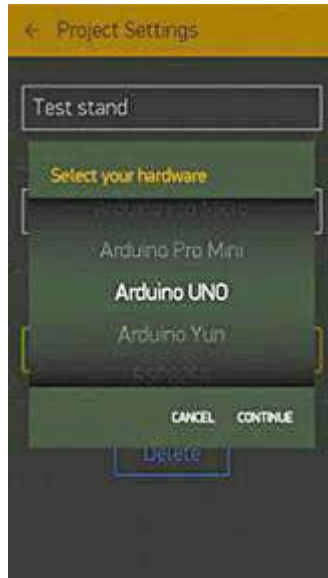 Project Settings
Test stand
Select your hardware
Arduino Pro Mini
Arduino UNO
Arduino Yun
CANCEL CONTINUE
Delete